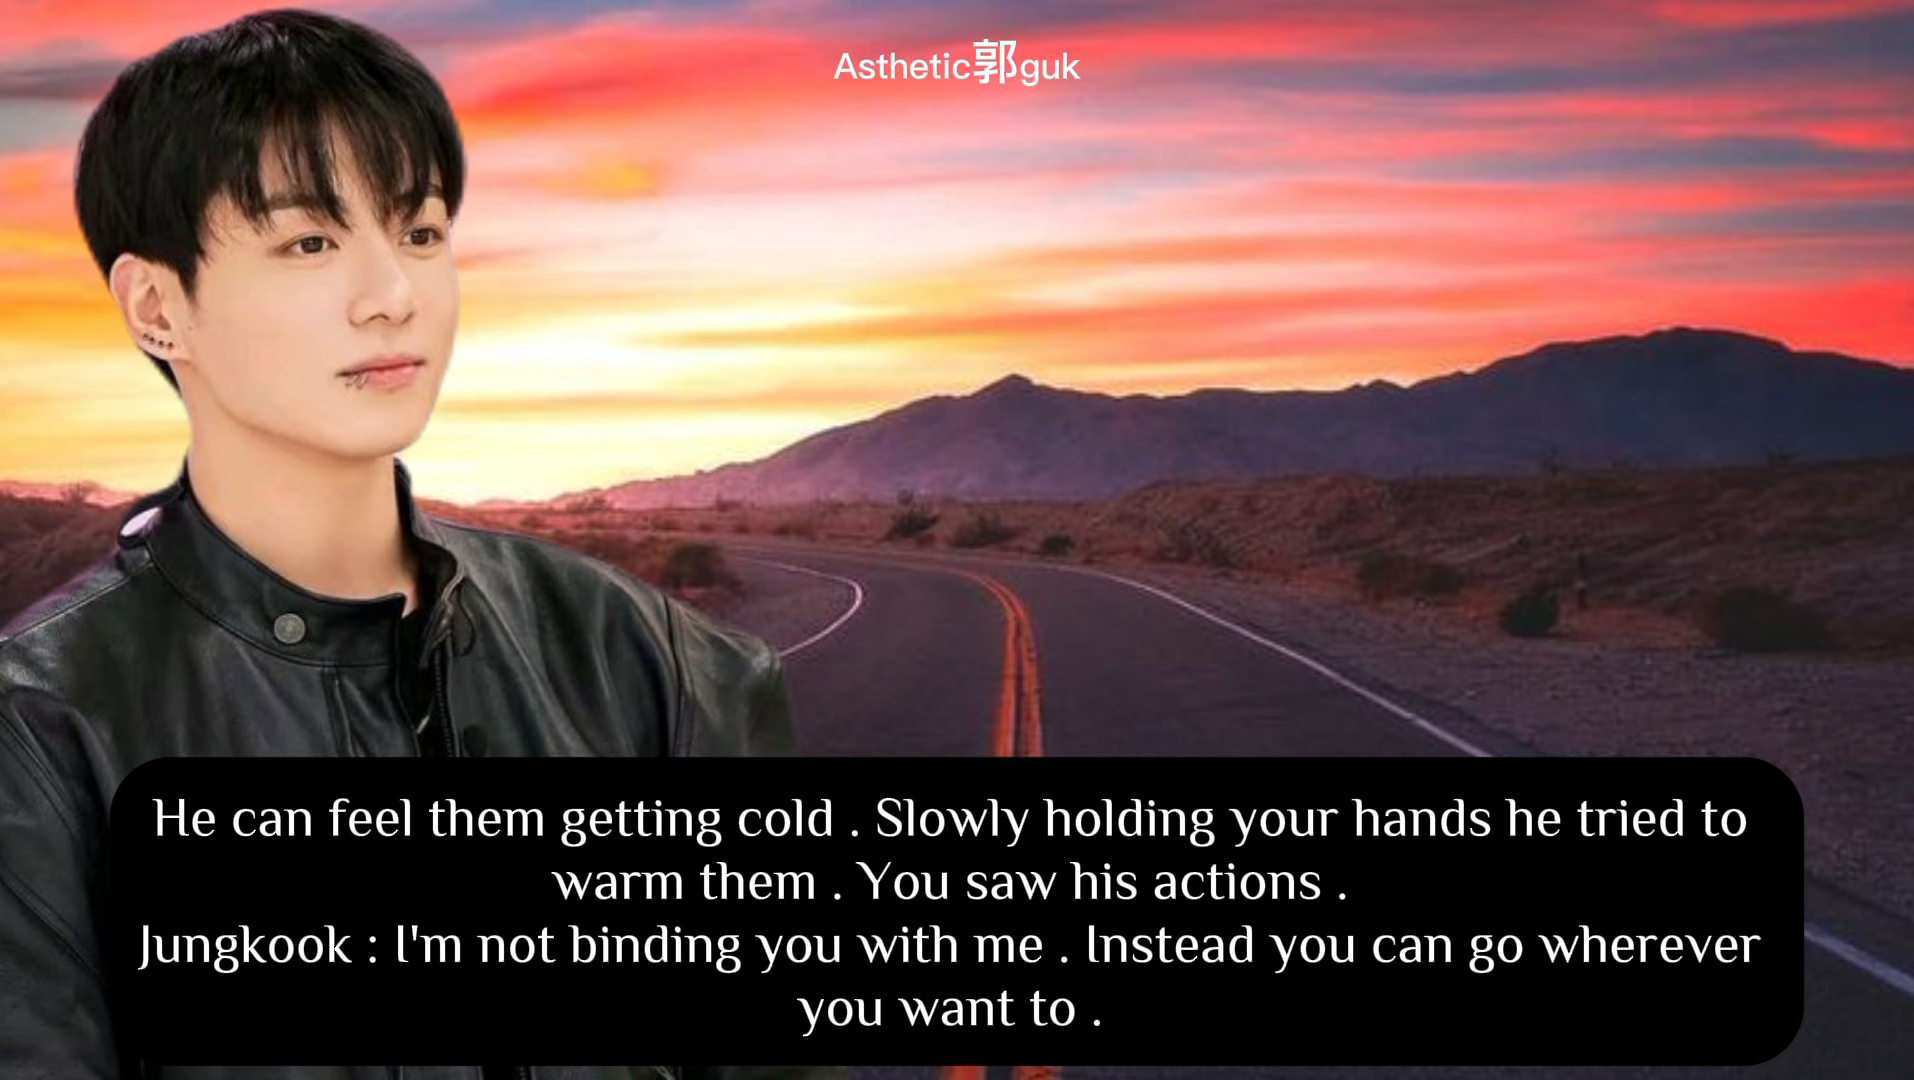 Asthetic郭guk
He can feel them getting cold . Slowly holding your hands he tried to
warm them . You saw his actions .
Jungkook : I'm not binding you with me . Instead you can go wherever
you want to .